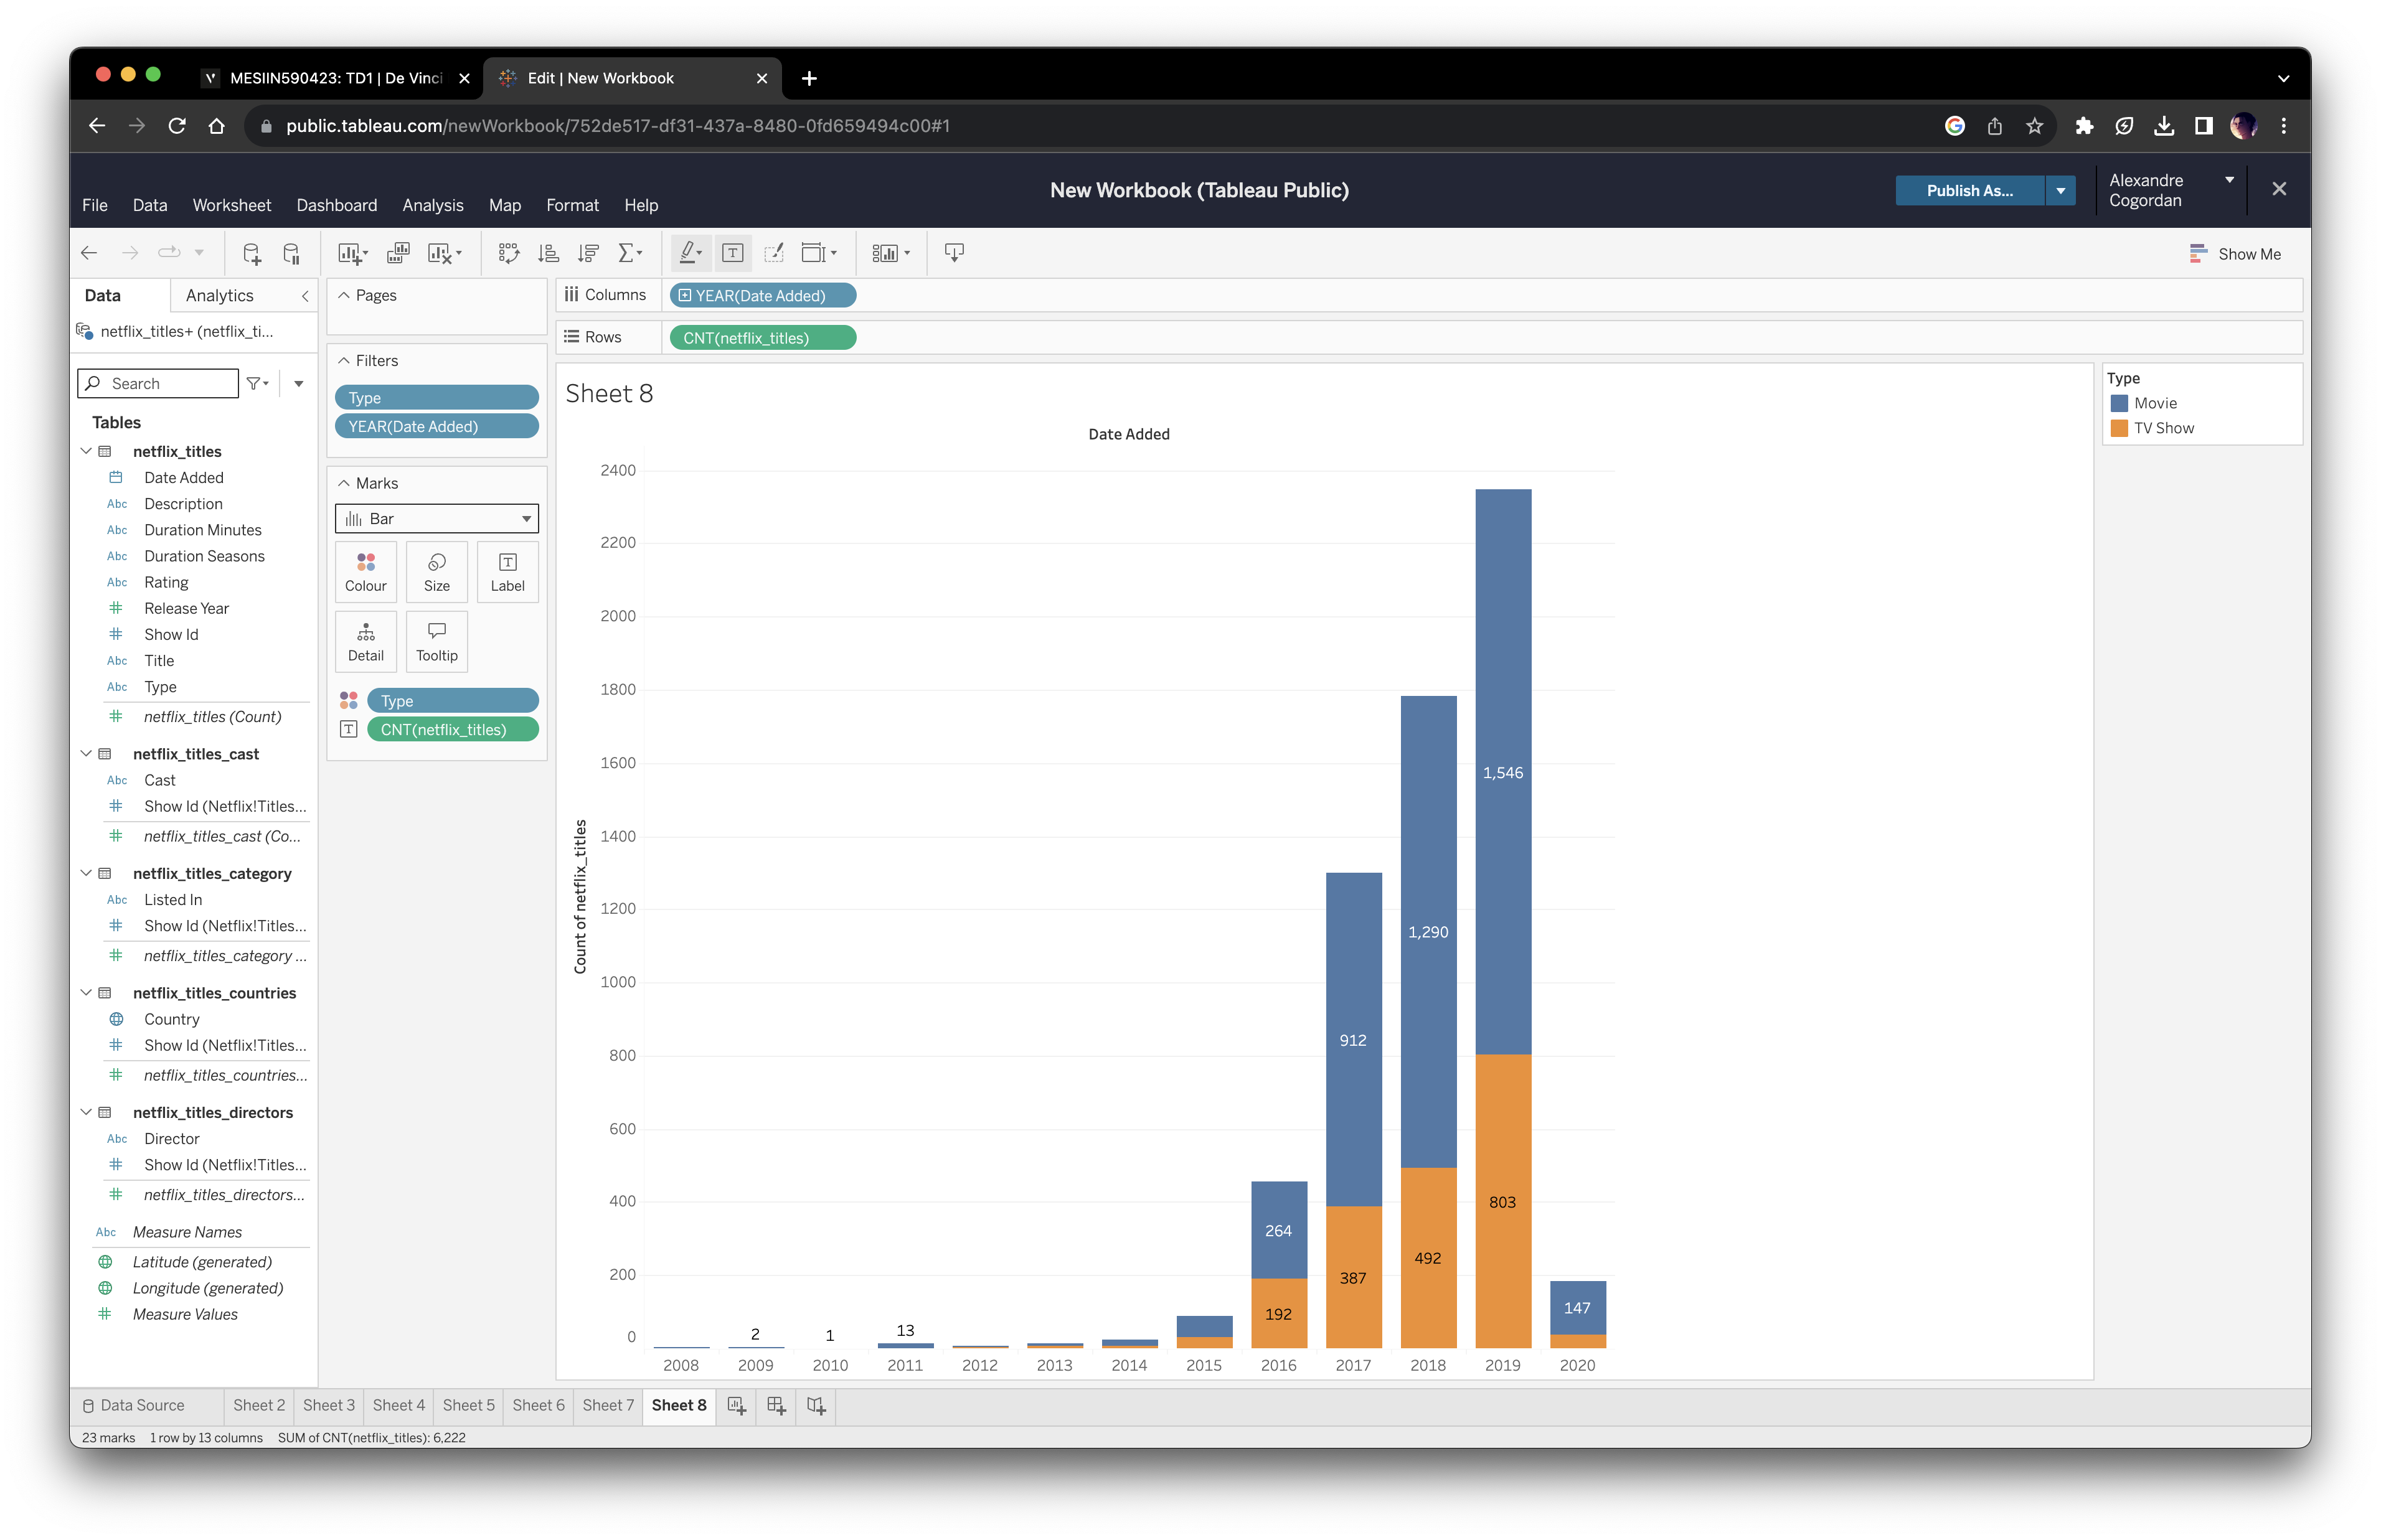 MESIIN590423: TD1 | De Vinci
Edit | New Workbook
public.tableau.com/newWorkbook/752de517-df31-437a-8480-0fd659494c00#1
New Workbook (Tableau Public)
Publish As...
Alexandre
Cogordan
File Data Worksheet Dashboard Analysis Map Format Help
Show Me
Data Analytics
netflix_titles+ (netflix_ti...
Search
Tables
netflix_titles
Date Added
Abc Description
Abc Duration Minutes
Abc Duration Seasons
Abc Rating
# Release Year
# Show Id
Abc Title
Abc Type
# netflix_titles (Count)
netflix_titles_cast
Abc Cast
# Show Id (Netflix!Titles...
# netflix_titles_cast (Co...
netflix_titles_category
Abc Listed In
# Show Id (Netflix!Titles...
# netflix_titles_category ...
netflix_titles_countries
Country
# Show Id (Netflix!Titles...
# netflix_titles_countries...
netflix_titles_directors
Abc Director
# Show Id (Netflix!Titles...
# netflix_titles_directors...
Abc Measure Names
Latitude (generated)
Longitude (generated)
# Measure Values
Pages
Filters
Type
YEAR(Date Added)
Marks
Bar
Colour Size Label
Detail Tooltip
Type
CNT(netflix_titles)
Columns YEAR(Date Added)
Rows CNT(netflix_titles)
Sheet 8
Date Added
Count of netflix_titles
2400
2200
2000
1800
1600
1400
1200
1000
800
600
400
200
0
2
1
13
264
192
912
387
1,290
492
1,546
803
147
2008 2009 2010 2011 2012 2013 2014 2015 2016 2017 2018 2019 2020
Type
Movie
TV Show
Data Source Sheet 2 Sheet 3 Sheet 4 Sheet 5 Sheet 6 Sheet 7 Sheet 8
23 marks 1 row by 13 columns SUM of CNT(netflix_titles): 6,222